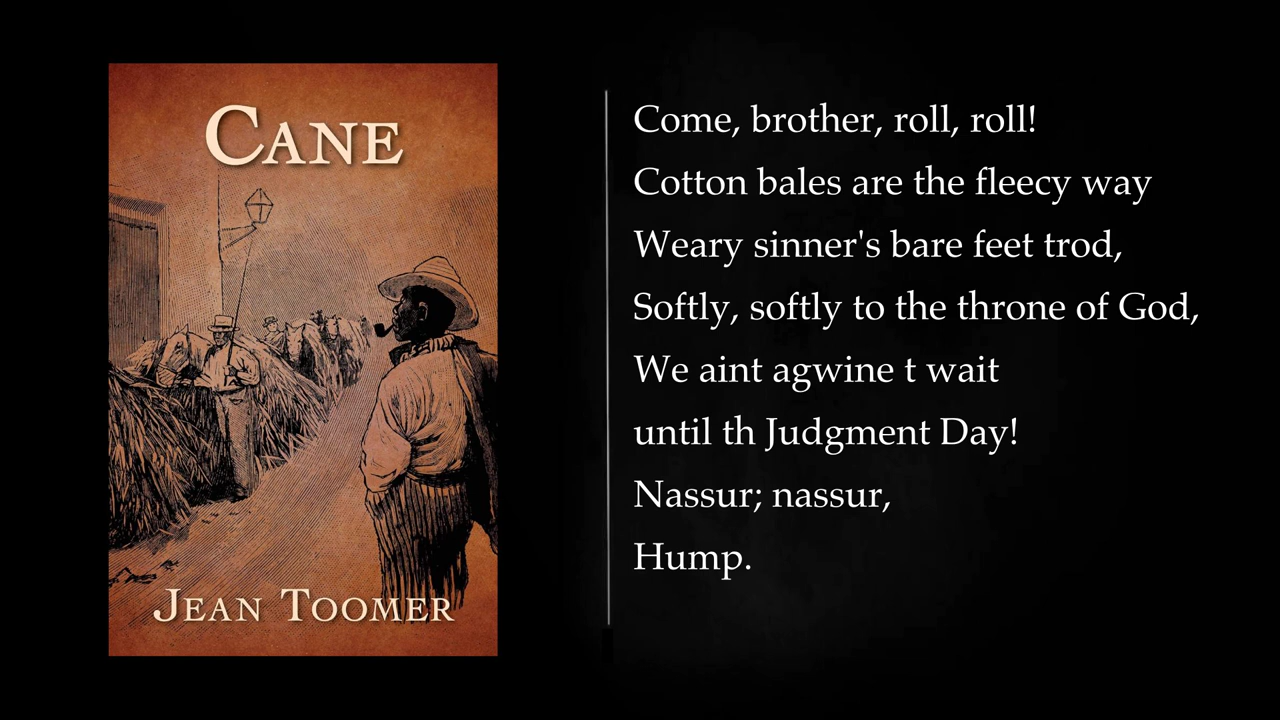 CANE
JEAN TOOMER
Come, brother, roll, roll!
Cotton bales are the fleecy way
Weary sinner's bare feet trod,
Softly, softly to the throne of God,
We aint agwine t wait
until th Judgment Day!
Nassur; nassur,
Hump.